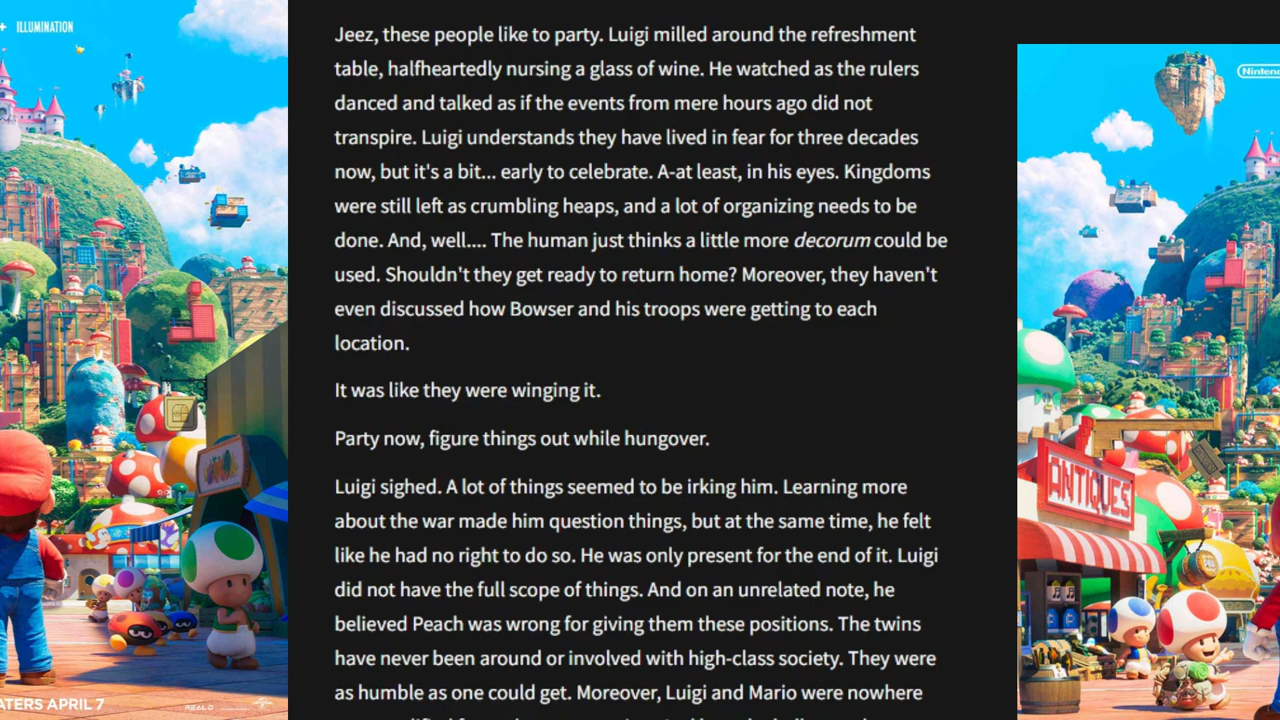 ILLUMINATION
Jeez, these people like to party. Luigi milled around the refreshment
table, halfheartedly nursing a glass of wine. He watched as the rulers
danced and talked as if the events from mere hours ago did not
transpire. Luigi understands they have lived in fear for three decades
now, but it's a bit... early to celebrate. A-at least, in his eyes. Kingdoms
were still left as crumbling heaps, and a lot of organizing needs to be
done. And, well.... The human just thinks a little more decorum could be
used. Shouldn't they get ready to return home? Moreover, they haven't
even discussed how Bowser and his troops were getting to each
location.
It was like they were winging it.
Party now, figure things out while hungover.
Luigi sighed. A lot of things seemed to be irking him. Learning more
about the war made him question things, but at the same time, he felt
like he had no right to do so. He was only present for the end of it. Luigi
did not have the full scope of things. And on an unrelated note, he
believed Peach was wrong for giving them these positions. The twins
have never been around or involved with high-class society. They were
as humble as one could get. Moreover, Luigi and Mario were nowhere
ATERS APRIL 7
REALD
Ninten
ANTIQUES